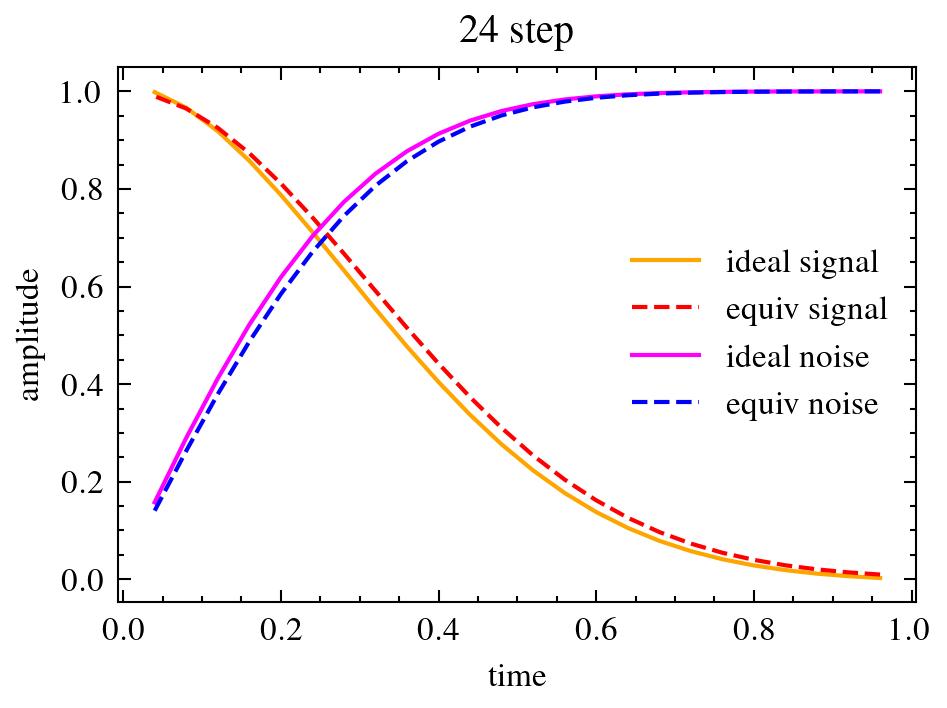 24 step
1.0
0.8
0.6
0.4
0.2
0.0
amplitude
ideal signal
equiv signal
ideal noise
equiv noise
0.0 0.2 0.4 0.6 0.8 1.0
time